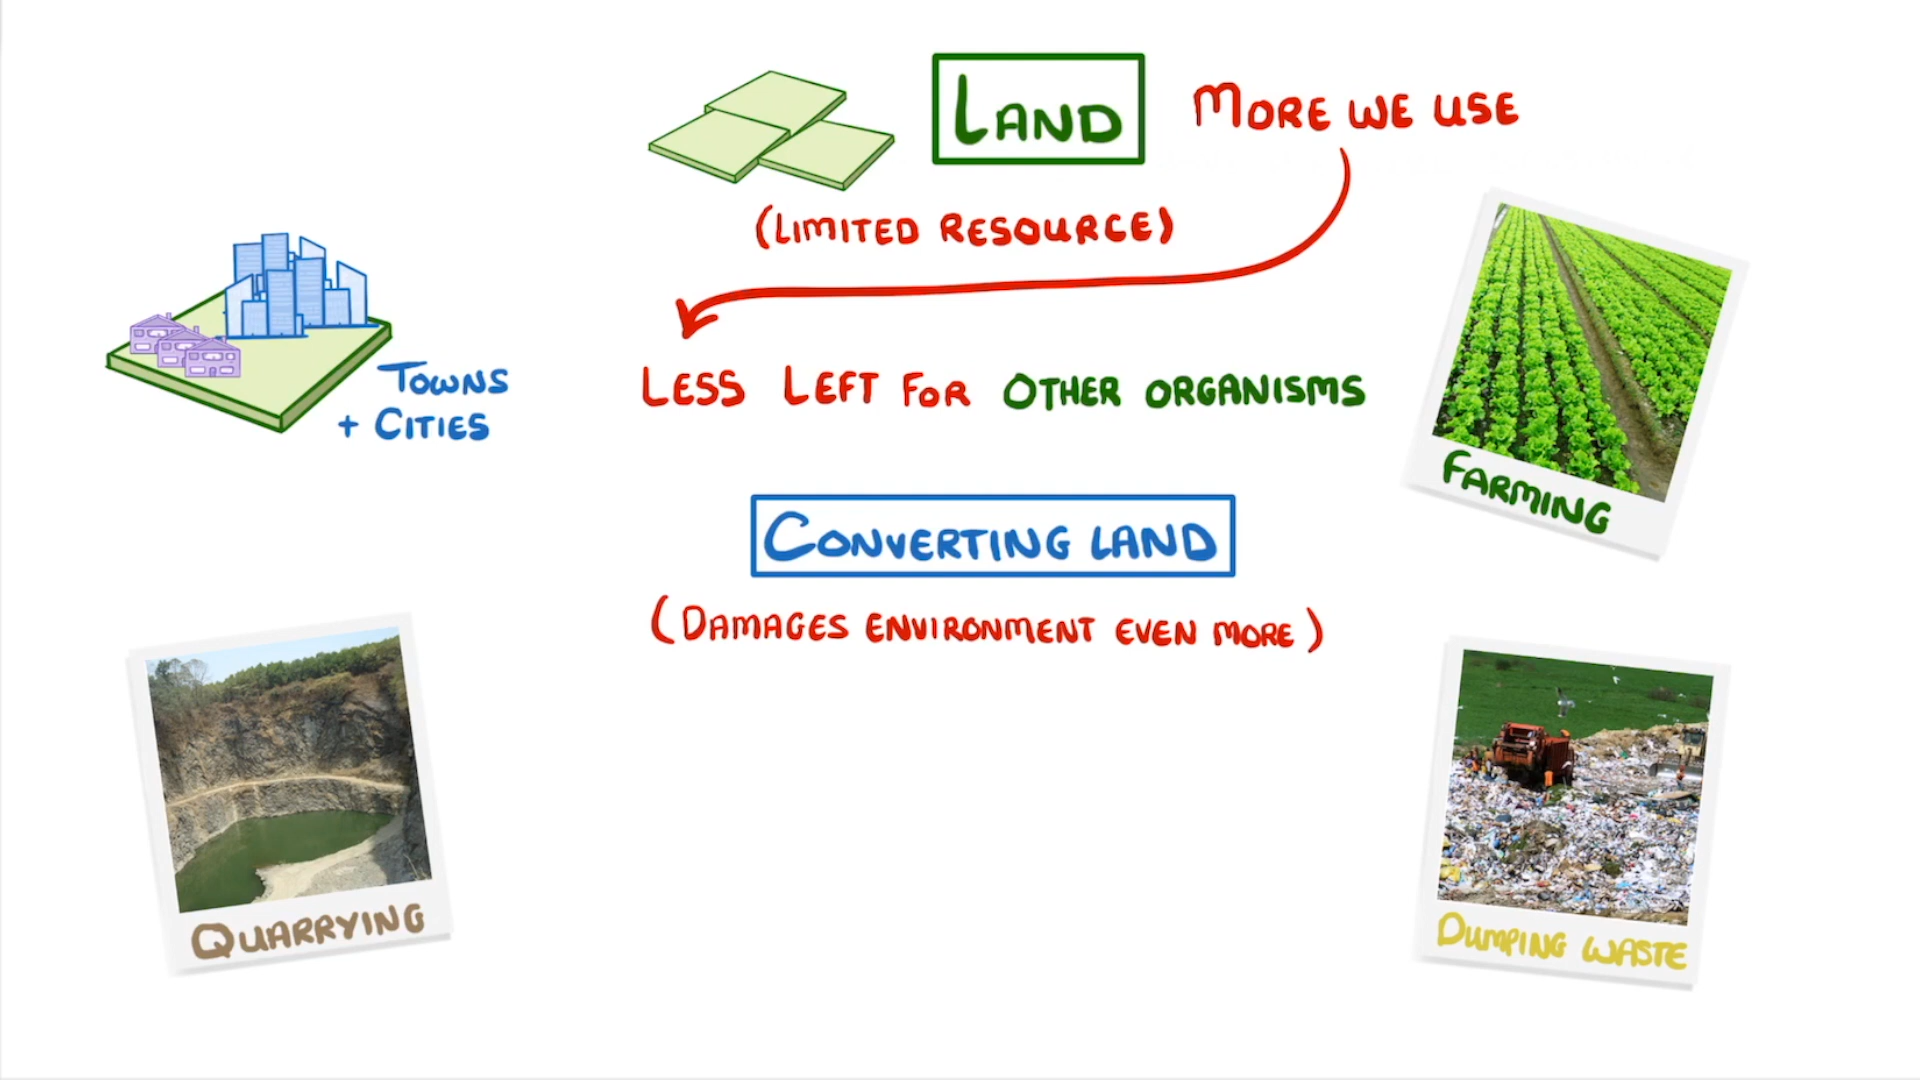 LAND
MORE WE USE
(LIMITED RESOURCE)
TOWNS
+ CITIES
LESS LEFT FOR OTHER ORGANISMS
FARMING
CONVERTING LAND
(DAMAGES ENVIRONMENT EVEN MORE)
QUARRYING
DUMPING WASTE